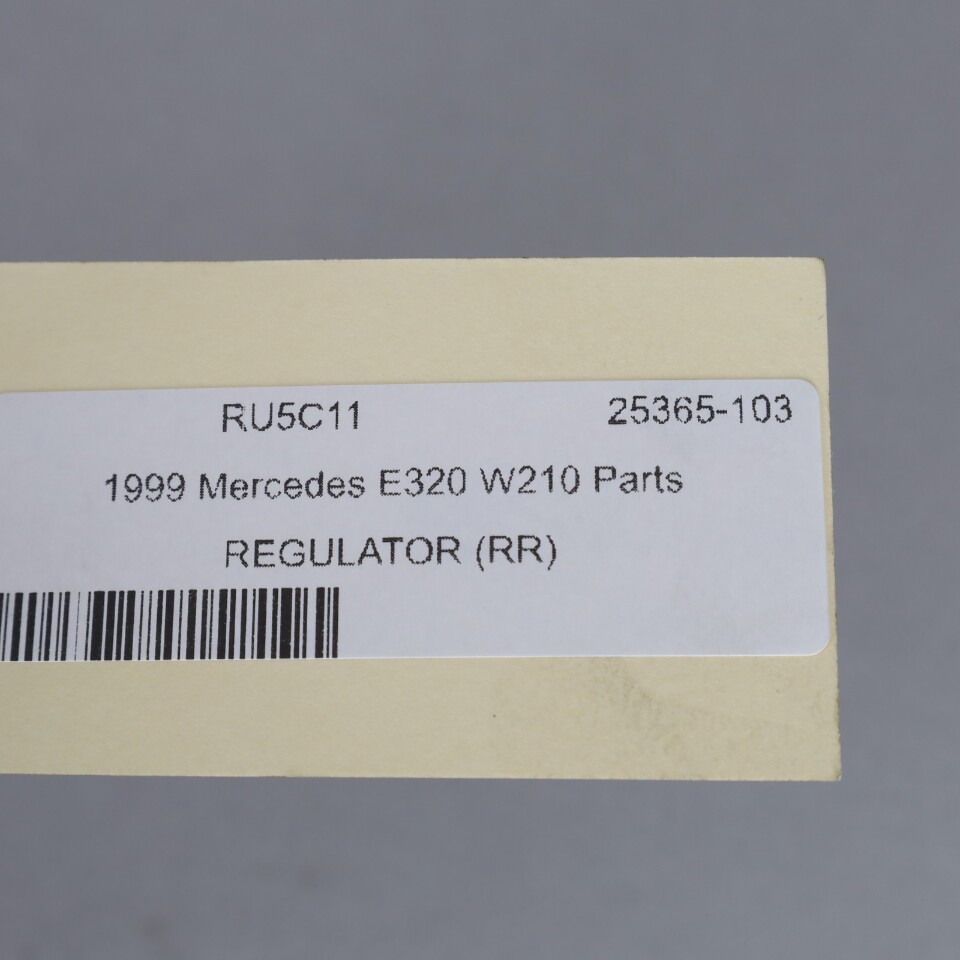 RU5C11 25365-103
1999 Mercedes E320 W210 Parts
REGULATOR (RR)